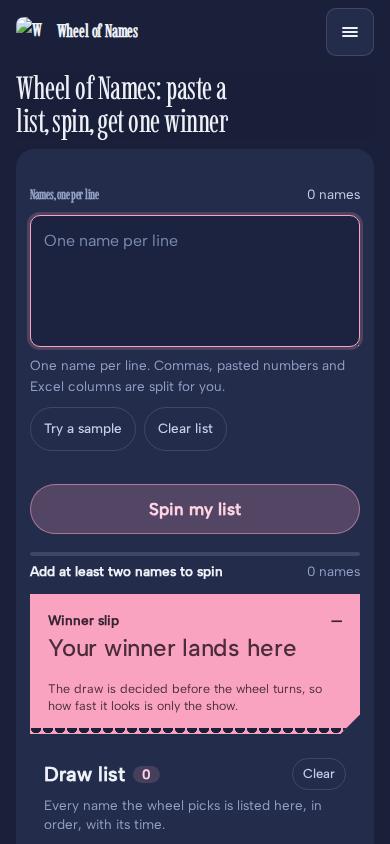 W
Wheel of Names
Wheel of Names: paste a
list, spin, get one winner
Names, one per line
0 names
One name per line
One name per line. Commas, pasted numbers and
Excel columns are split for you.
Try a sample
Clear list
Spin my list
Add at least two names to spin
0 names
Winner slip
–
Your winner lands here
The draw is decided before the wheel turns, so
how fast it looks is only the show.
Draw list
0
Clear
Every name the wheel picks is listed here, in
order, with its time.